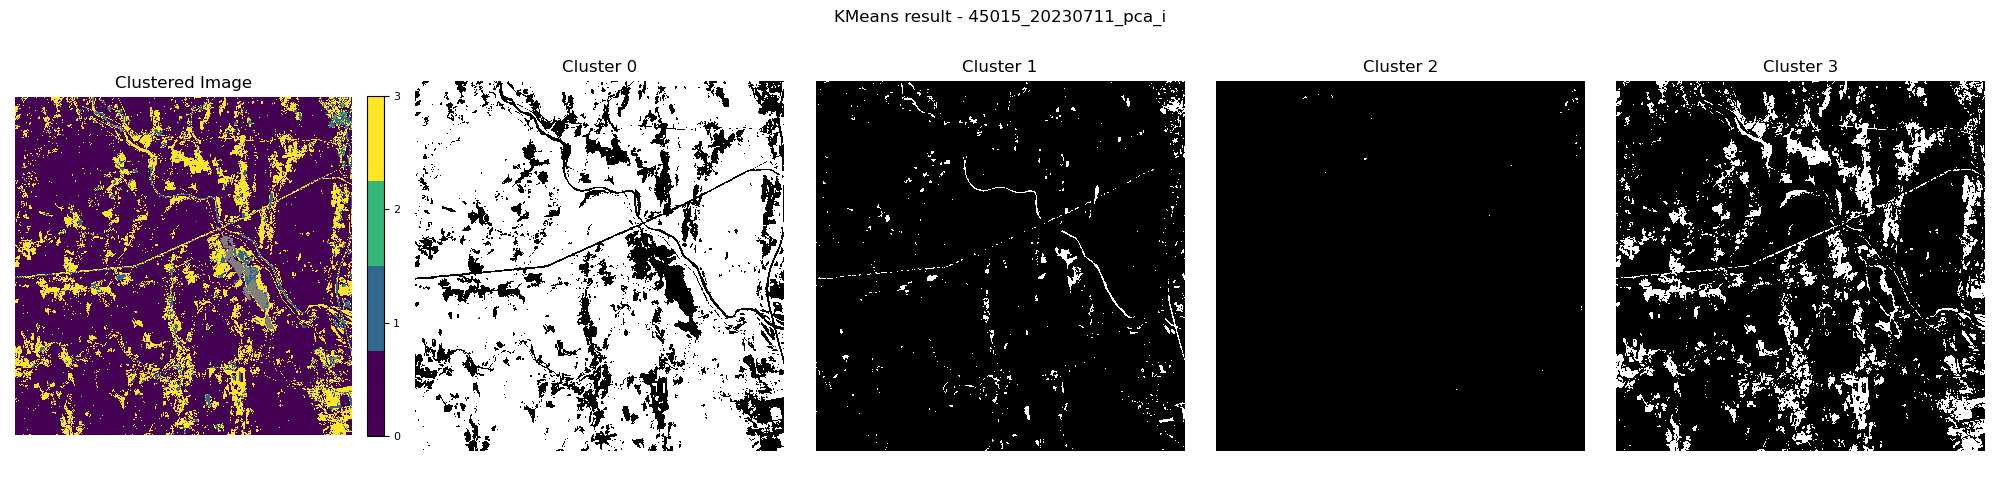 KMeans result - 45015_20230711_pca_i
Clustered Image
Cluster 0
Cluster 1
Cluster 2
Cluster 3
3
2
1
0